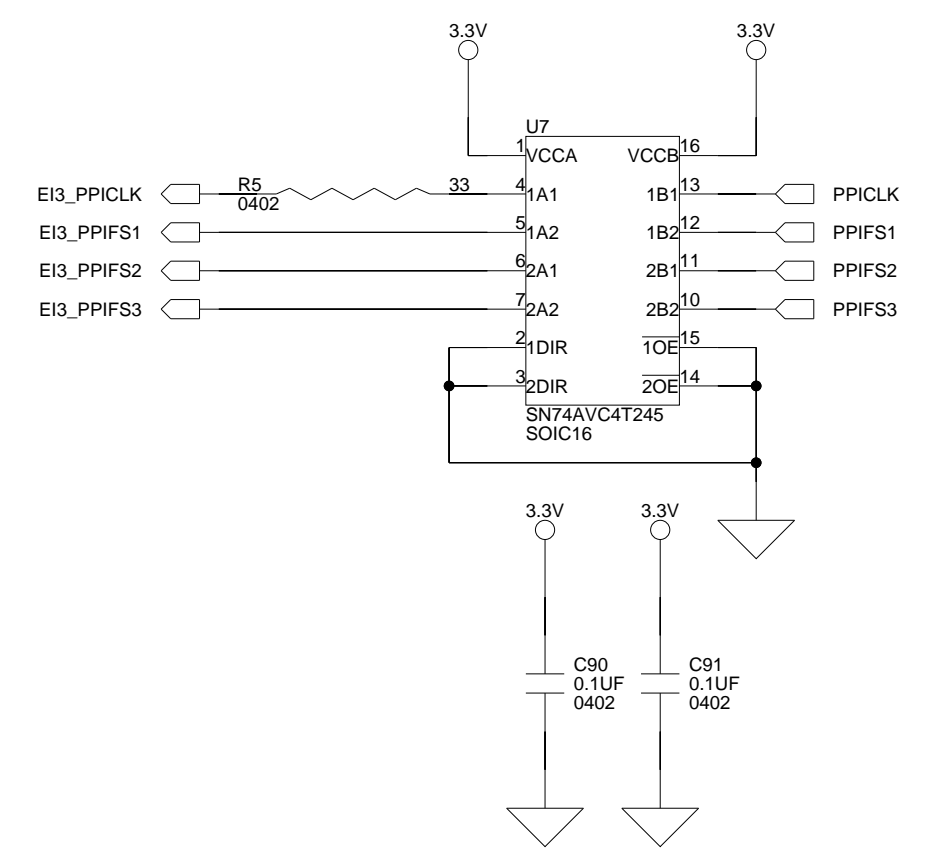 3.3V 3.3V
U7
1 VCCA VCCB 16
EI3_PPICLK R5 33 4 1A1 1B1 13 PPICLK
0402
EI3_PPIFS1 5 1A2 1B2 12 PPIFS1
EI3_PPIFS2 6 2A1 2B1 11 PPIFS2
EI3_PPIFS3 7 2A2 2B2 10 PPIFS3
2 1DIR 1OE 15
3 2DIR 2OE 14
SN74AVC4T245
SOIC16
3.3V 3.3V
C90 C91
0.1UF 0.1UF
0402 0402